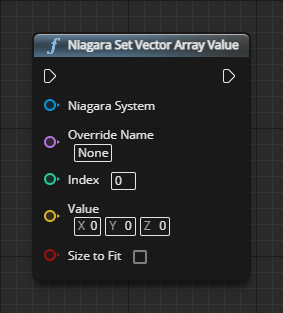 f Niagara Set Vector Array Value
Niagara System
Override Name
None
Index 0
Value
X 0 Y 0 Z 0
Size to Fit